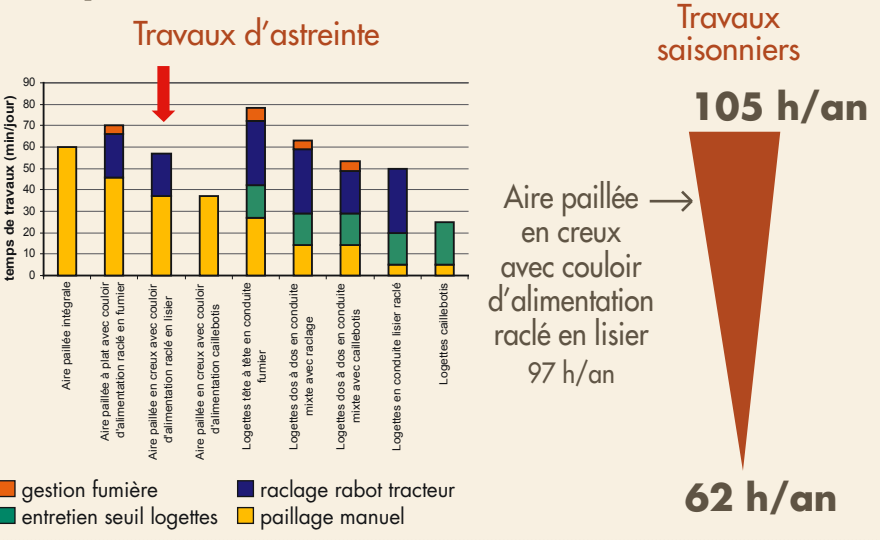 Travaux d’astreinte
temps de travaux (min/jour)
90
80
70
60
50
40
30
20
10
0
Aire paillée intégrale
Aire paillée à plat avec couloir
d'alimentation raclé en fumier
Aire paillée en creux avec couloir
d'alimentation raclé en lisier
Aire paillée en creux avec couloir
d'alimentation caillebotis
Logettes tête à tête en conduite
fumier
Logettes dos à dos en conduite
mixte avec raclage
Logettes dos à dos en conduite
mixte avec caillebotis
Logettes en conduite lisier raclé
Logettes caillebotis
gestion fumière
raclage rabot tracteur
entretien seuil logettes
paillage manuel
Travaux
saisonniers
105 h/an
Aire paillée
en creux
avec couloir
d’alimentation
raclé en lisier
97 h/an
62 h/an